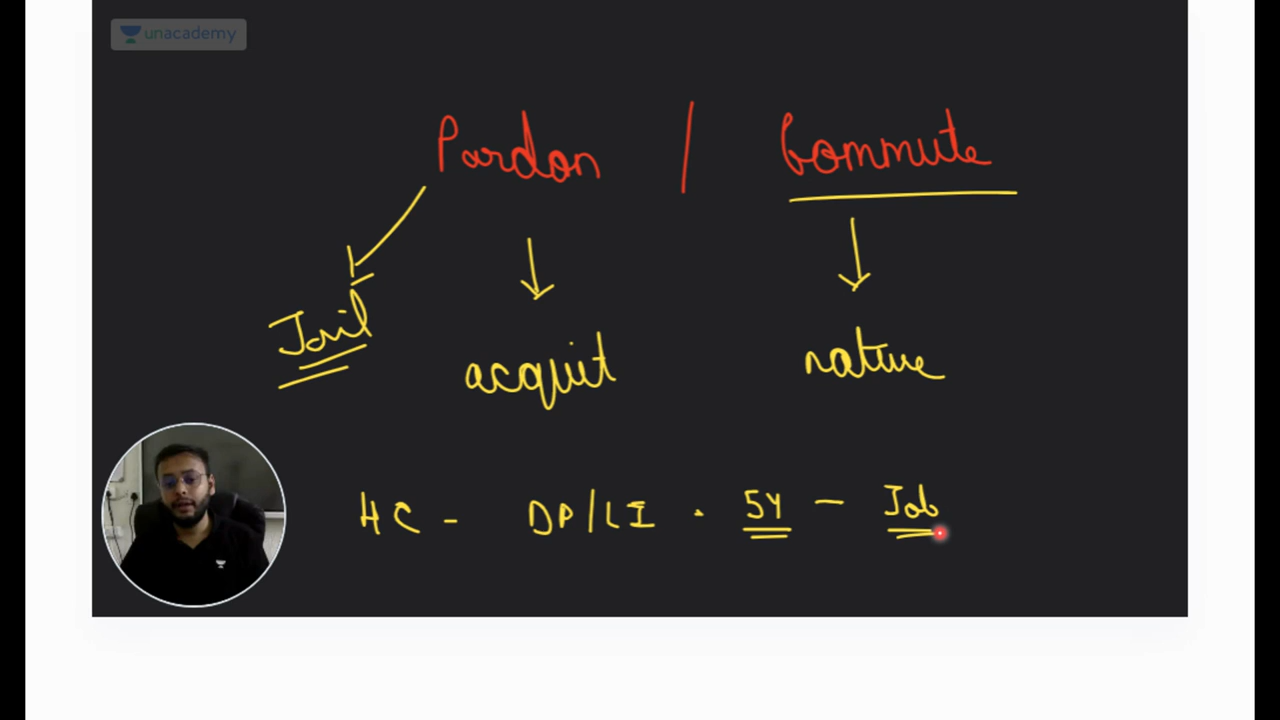 unacademy
Pardon / Commute
Jail
acquit nature
HC - DP/LI . 5Y - Job